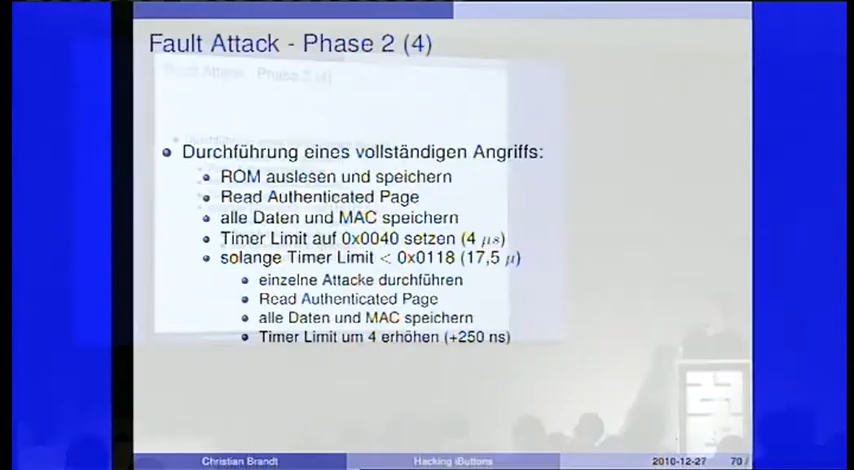 Fault Attack - Phase 2 (4)
Durchführung eines vollständigen Angriffs:
ROM auslesen und speichern
Read Authenticated Page
alle Daten und MAC speichern
Timer Limit auf 0x0040 setzen (4 µs)
solange Timer Limit < 0x0118 (17,5 µ)
einzelne Attacke durchführen
Read Authenticated Page
alle Daten und MAC speichern
Timer Limit um 4 erhöhen (+250 ns)
Christian Brandt Hacking iButtons 2010-12-27 70 /